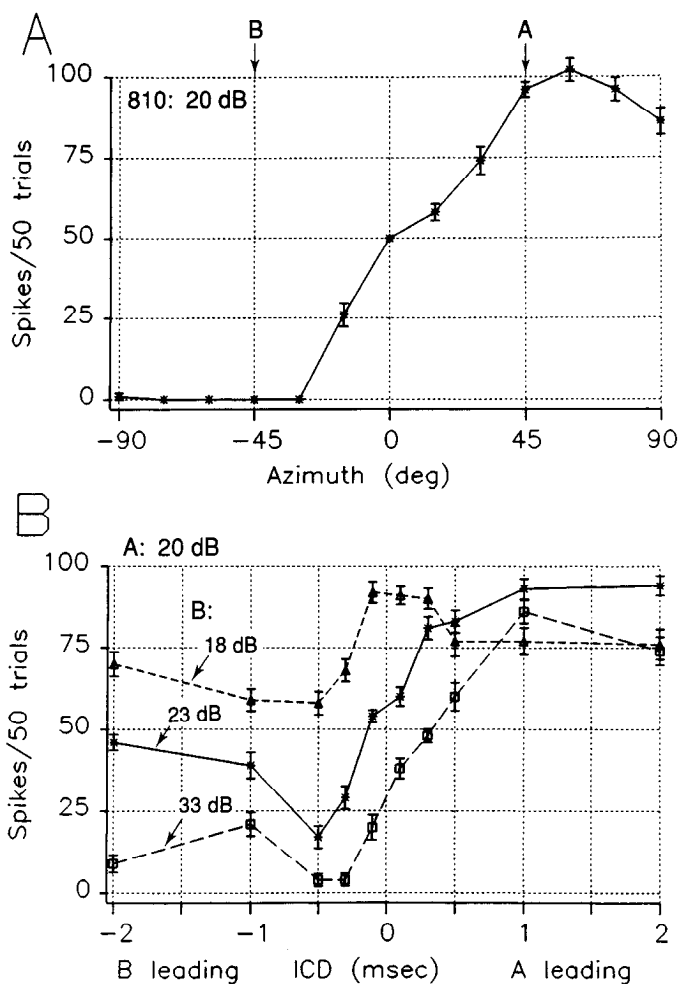 A
B A
810: 20 dB
100
75
50
25
0
Spikes/50 trials
−90 −45 0 45 90
Azimuth (deg)
B
A: 20 dB
100
75
50
25
0
Spikes/50 trials
B:
18 dB
23 dB
33 dB
−2 −1 0 1 2
B leading ICD (msec) A leading